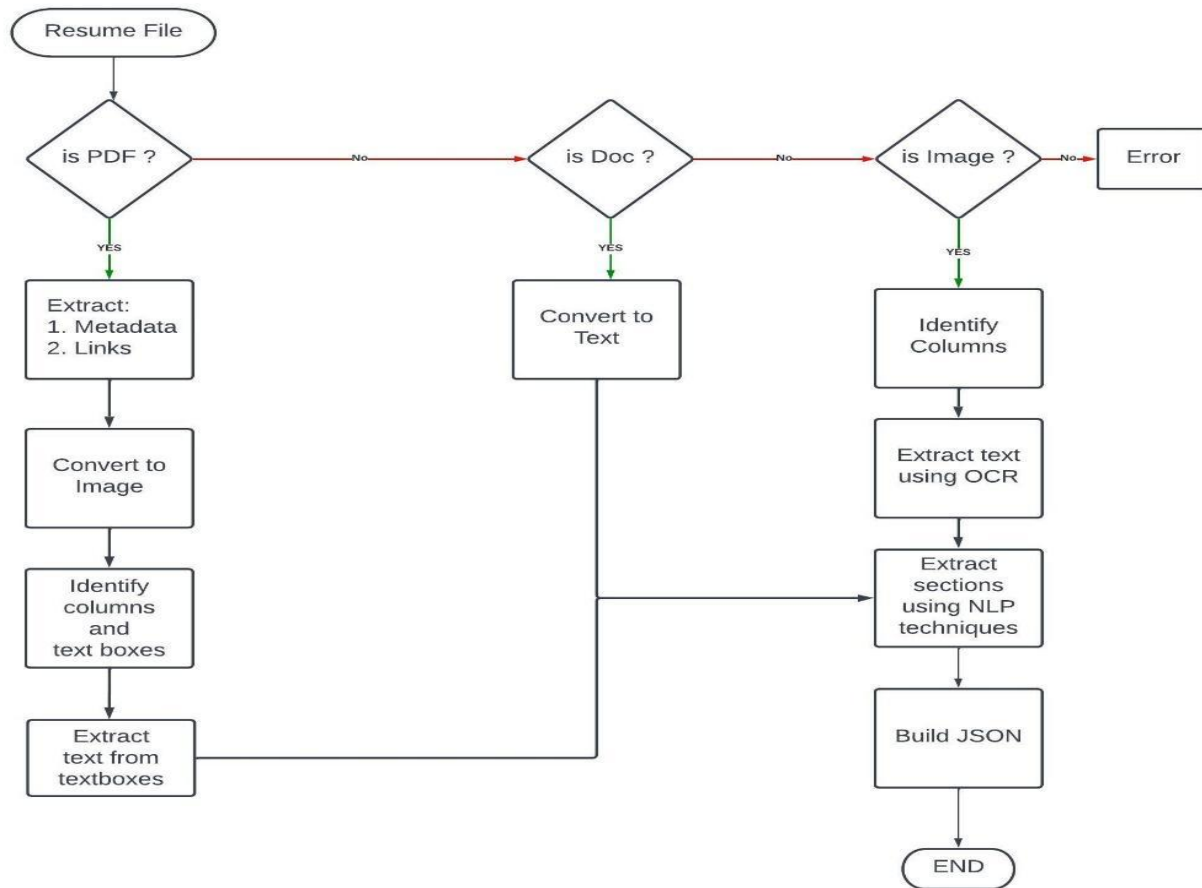 Resume File
is PDF ?
No
is Doc ?
No
is Image ?
No
Error
YES
YES
YES
Extract:
1. Metadata
2. Links
Convert to
Text
Identify
Columns
Convert to
Image
Extract text
using OCR
Identify
columns
and
text boxes
Extract
sections
using NLP
techniques
Extract
text from
textboxes
Build JSON
END